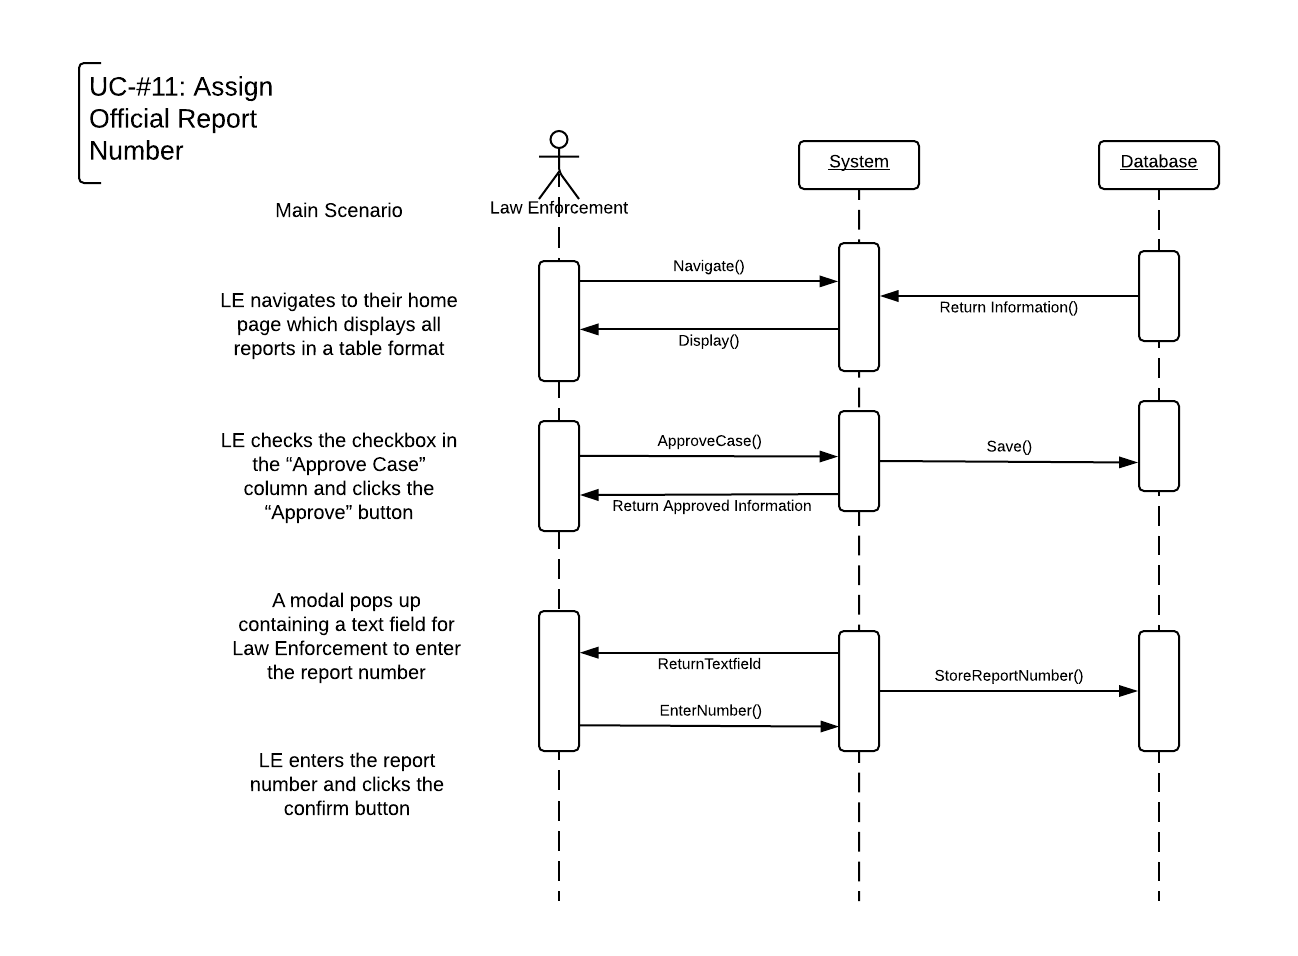 UC-#11: Assign
Official Report
Number
Main Scenario
Law Enforcement
System
Database
LE navigates to their home
page which displays all
reports in a table format
Navigate()
Return Information()
Display()
LE checks the checkbox in
the “Approve Case”
column and clicks the
“Approve” button
ApproveCase()
Save()
Return Approved Information
A modal pops up
containing a text field for
Law Enforcement to enter
the report number
ReturnTextfield
StoreReportNumber()
EnterNumber()
LE enters the report
number and clicks the
confirm button